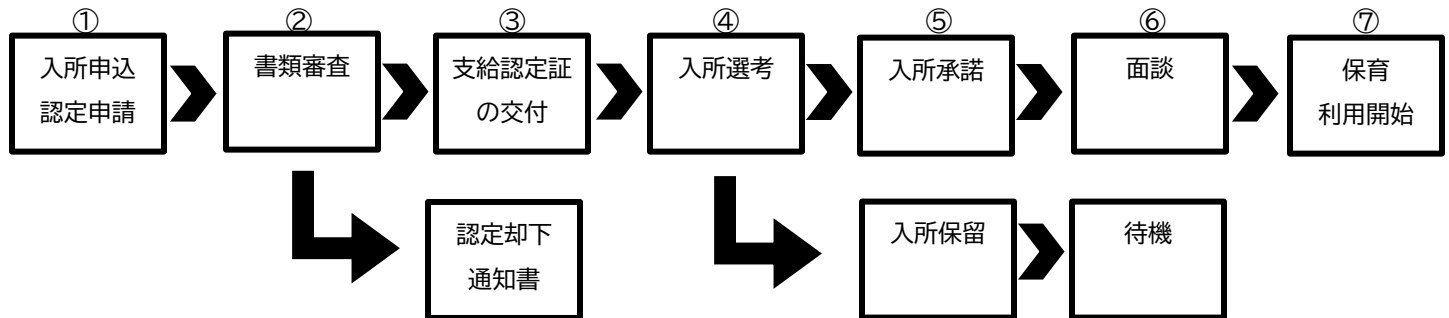 ①
入所申込
認定申請
②
書類審査
③
支給認定証
の交付
④
入所選考
⑤
入所承諾
⑥
面談
⑦
保育
利用開始
認定却下
通知書
入所保留
待機